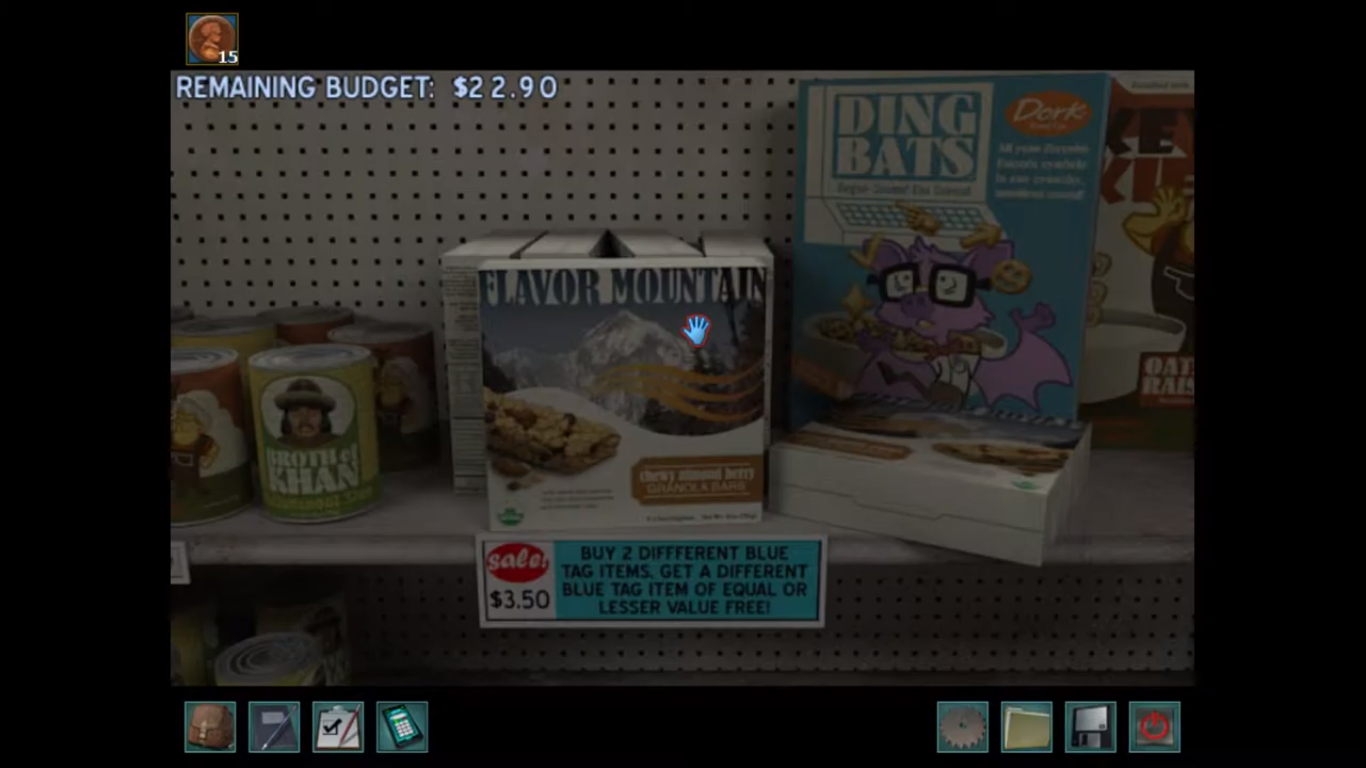 15
REMAINING BUDGET: $22.90
DING
BATS
Dork
FLAVOR MOUNTAIN
BROTH of
KHAN
chewy almond berry
GRANOLA BARS
OAT
RAIS
sale!
$3.50
BUY 2 DIFFFERENT BLUE
TAG ITEMS, GET A DIFFERENT
BLUE TAG ITEM OF EQUAL OR
LESSER VALUE FREE!